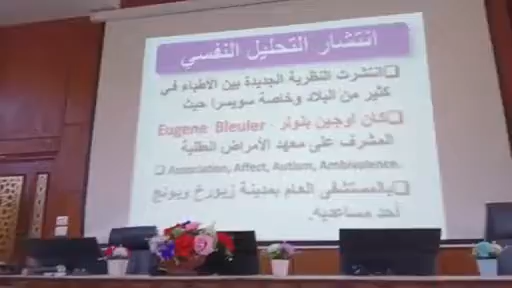 انتشار التحليل النفسي
انتشرت النظرية الجديدة بين الأطباء في
كثير من البلاد وخاصة سويسرا حيث
كان اوجين بلولر - Eugene Bleuler
المشرف على معهد الأمراض العقلية
Association, Affect, Autism, Ambivalence.
بالمستشفى العام بمدينة زيورخ ويونج
أحد مساعديه.